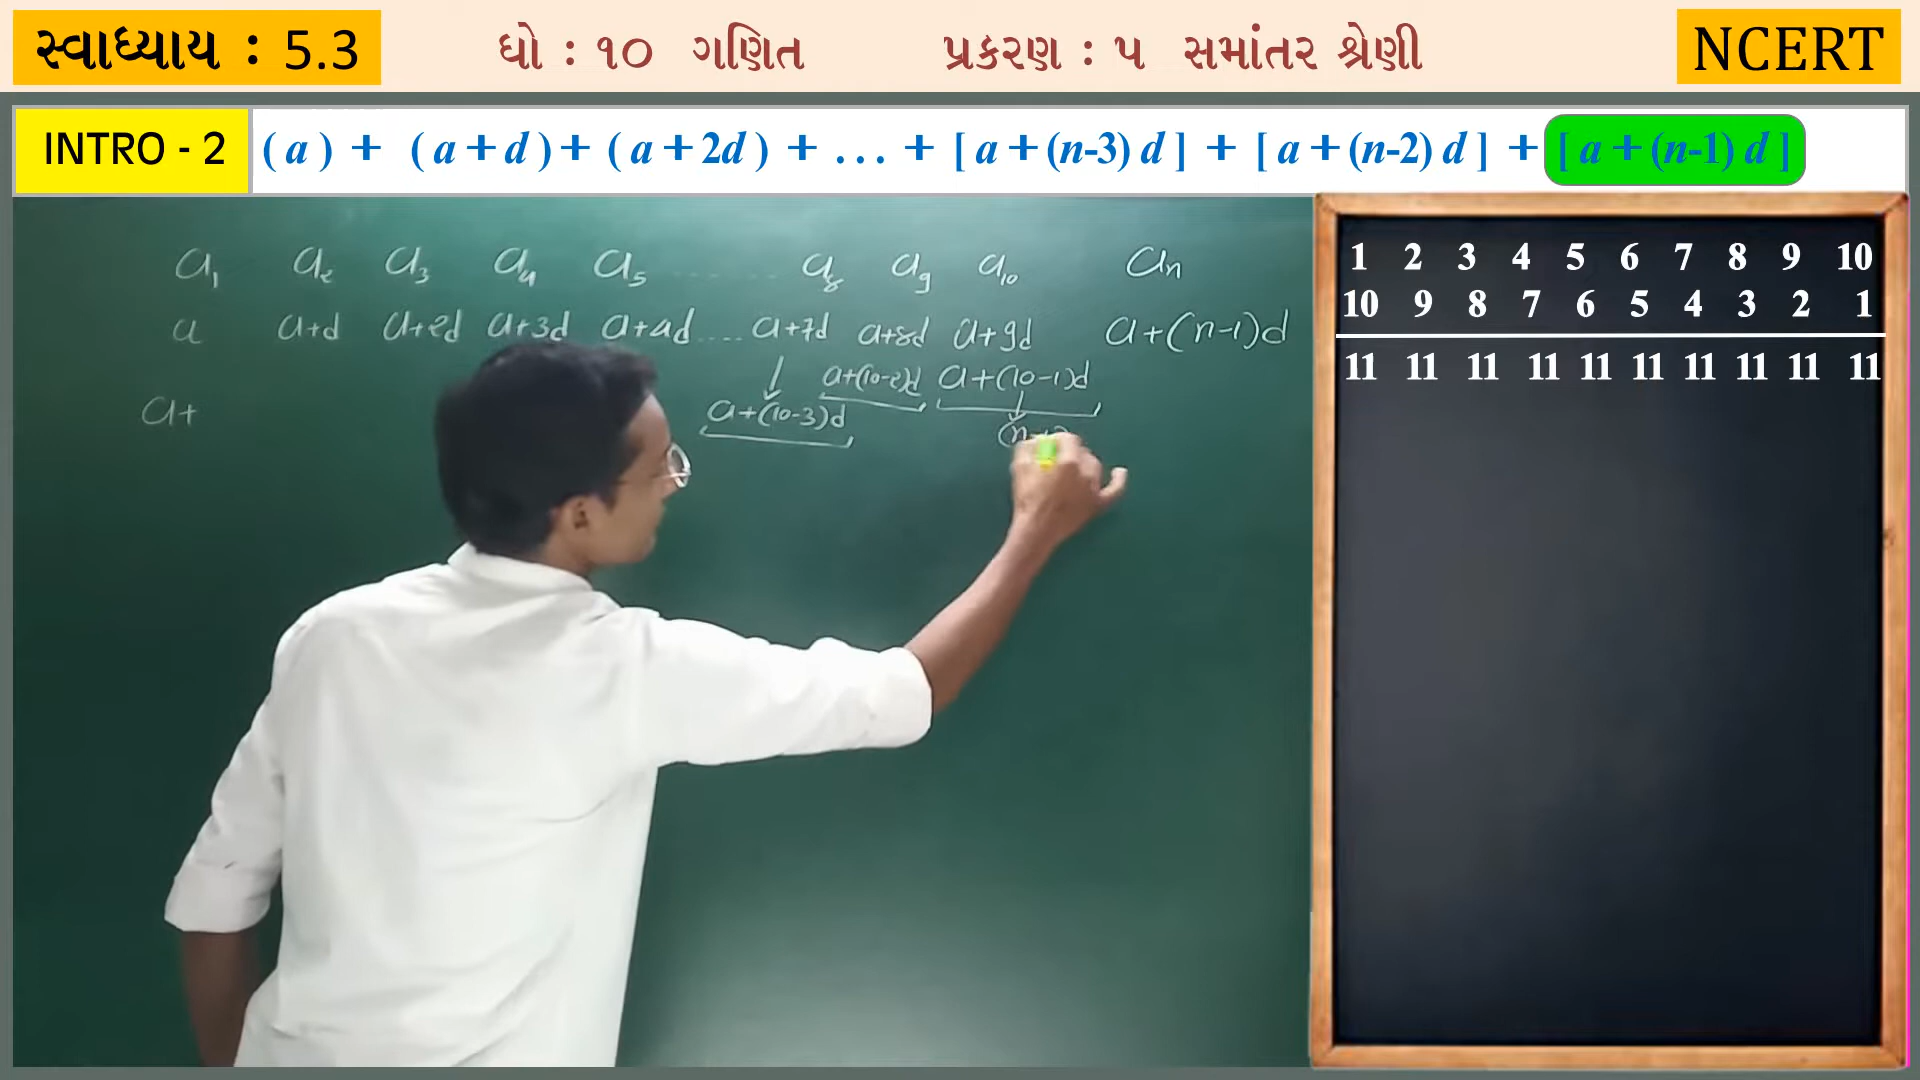 સ્વાધ્યાય : 5.3 ધો : ૧૦ ગણિત પ્રકરણ : ૫ સમાંતર શ્રેણી NCERT
INTRO - 2 ( a ) + ( a + d ) + ( a + 2d ) + . . . + [ a + (n-3) d ] + [ a + (n-2) d ] + [ a + (n-1) d ]
a₁ a₂ a₃ a₄ a₅ ........ a₈ a₉ a₁₀ aₙ
a a+d a+2d a+3d a+4d ..... a+7d a+8d a+9d a+(n-1)d
a+(10-2)d a+(10-1)d
a+ a+(10-3)d
(n
1 2 3 4 5 6 7 8 9 10
10 9 8 7 6 5 4 3 2 1
11 11 11 11 11 11 11 11 11 11